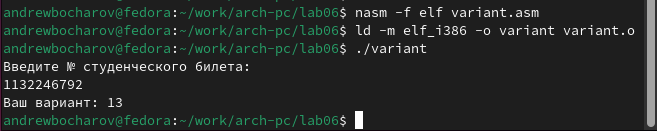 andrewbocharov@fedora:~/work/arch-pc/lab06$ nasm -f elf variant.asm
andrewbocharov@fedora:~/work/arch-pc/lab06$ ld -m elf_i386 -o variant variant.o
andrewbocharov@fedora:~/work/arch-pc/lab06$ ./variant
Введите № студенческого билета:
1132246792
Ваш вариант: 13
andrewbocharov@fedora:~/work/arch-pc/lab06$